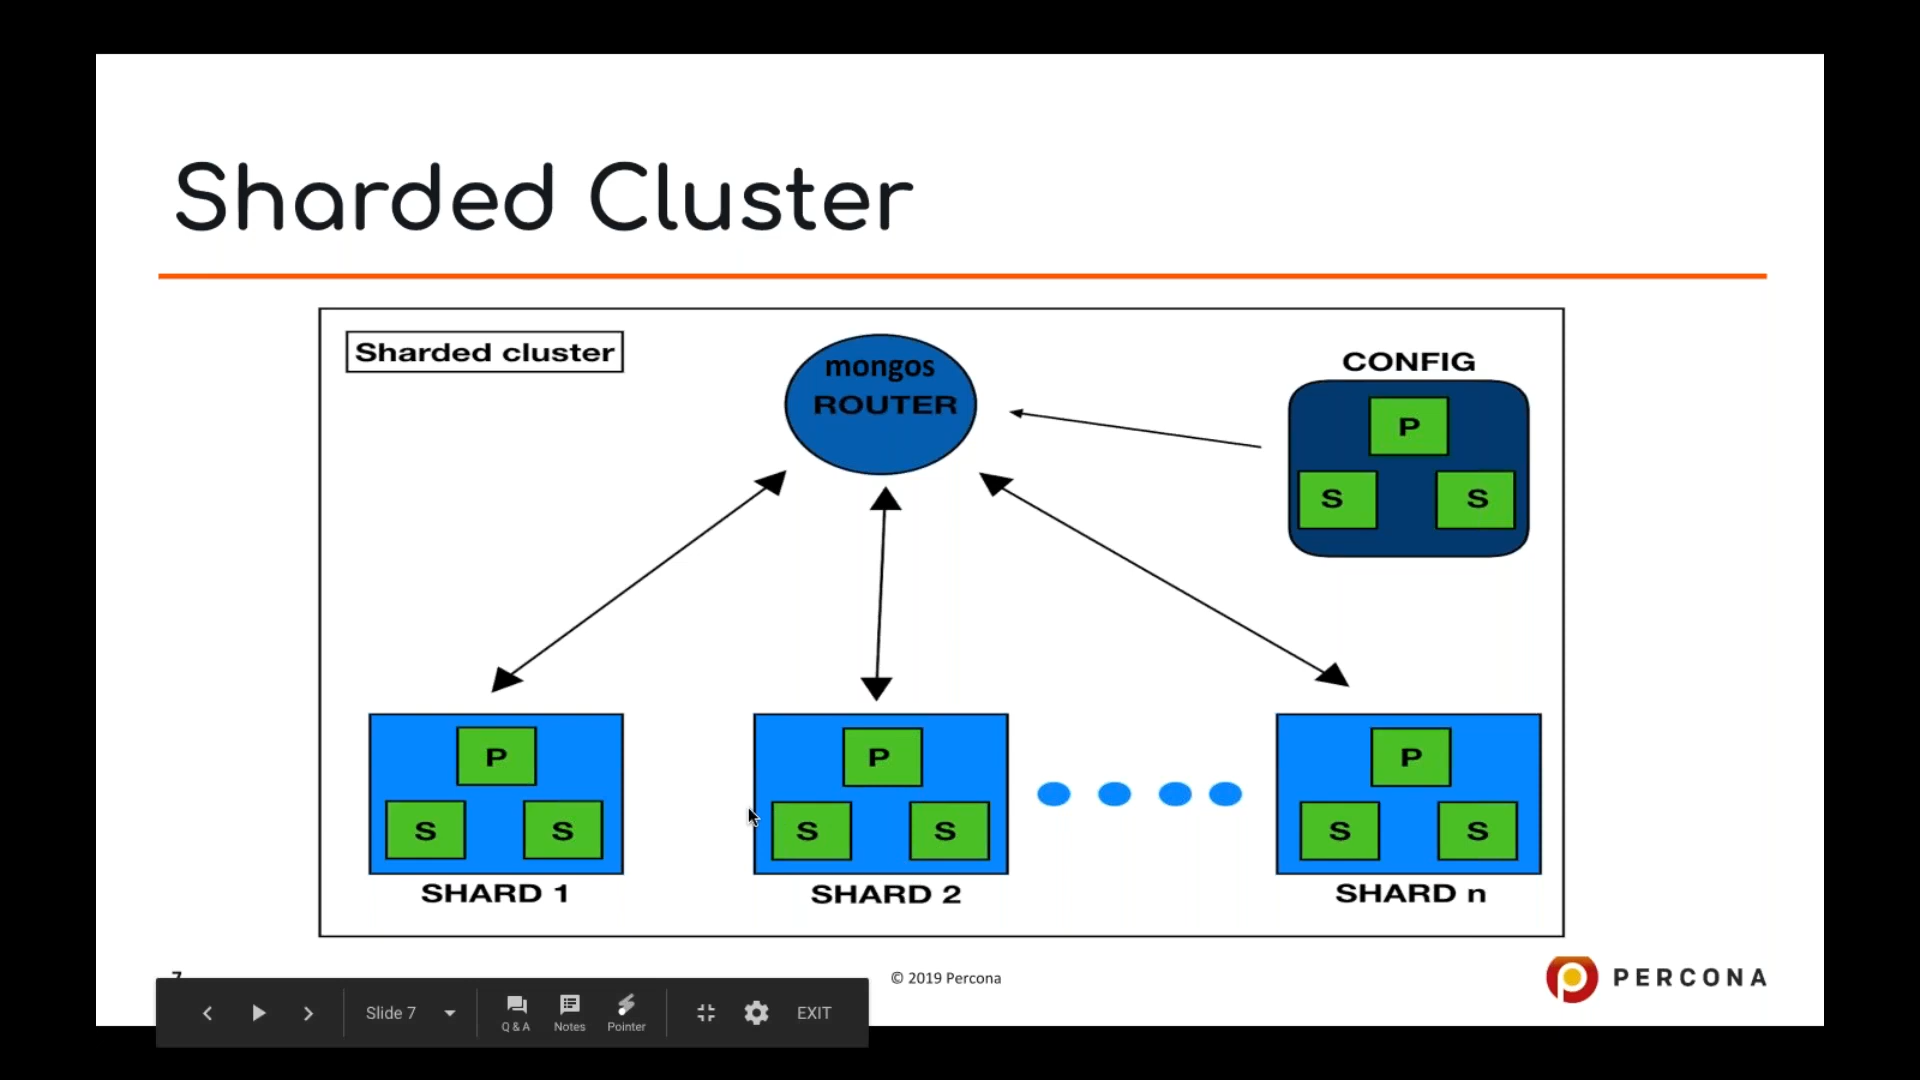 Sharded Cluster
Sharded cluster
mongos
ROUTER
CONFIG
P
S S
P
S S
SHARD 1
P
S S
SHARD 2
P
S S
SHARD n
7
© 2019 Percona
PERCONA
Slide 7
Q & A
Notes
Pointer
EXIT